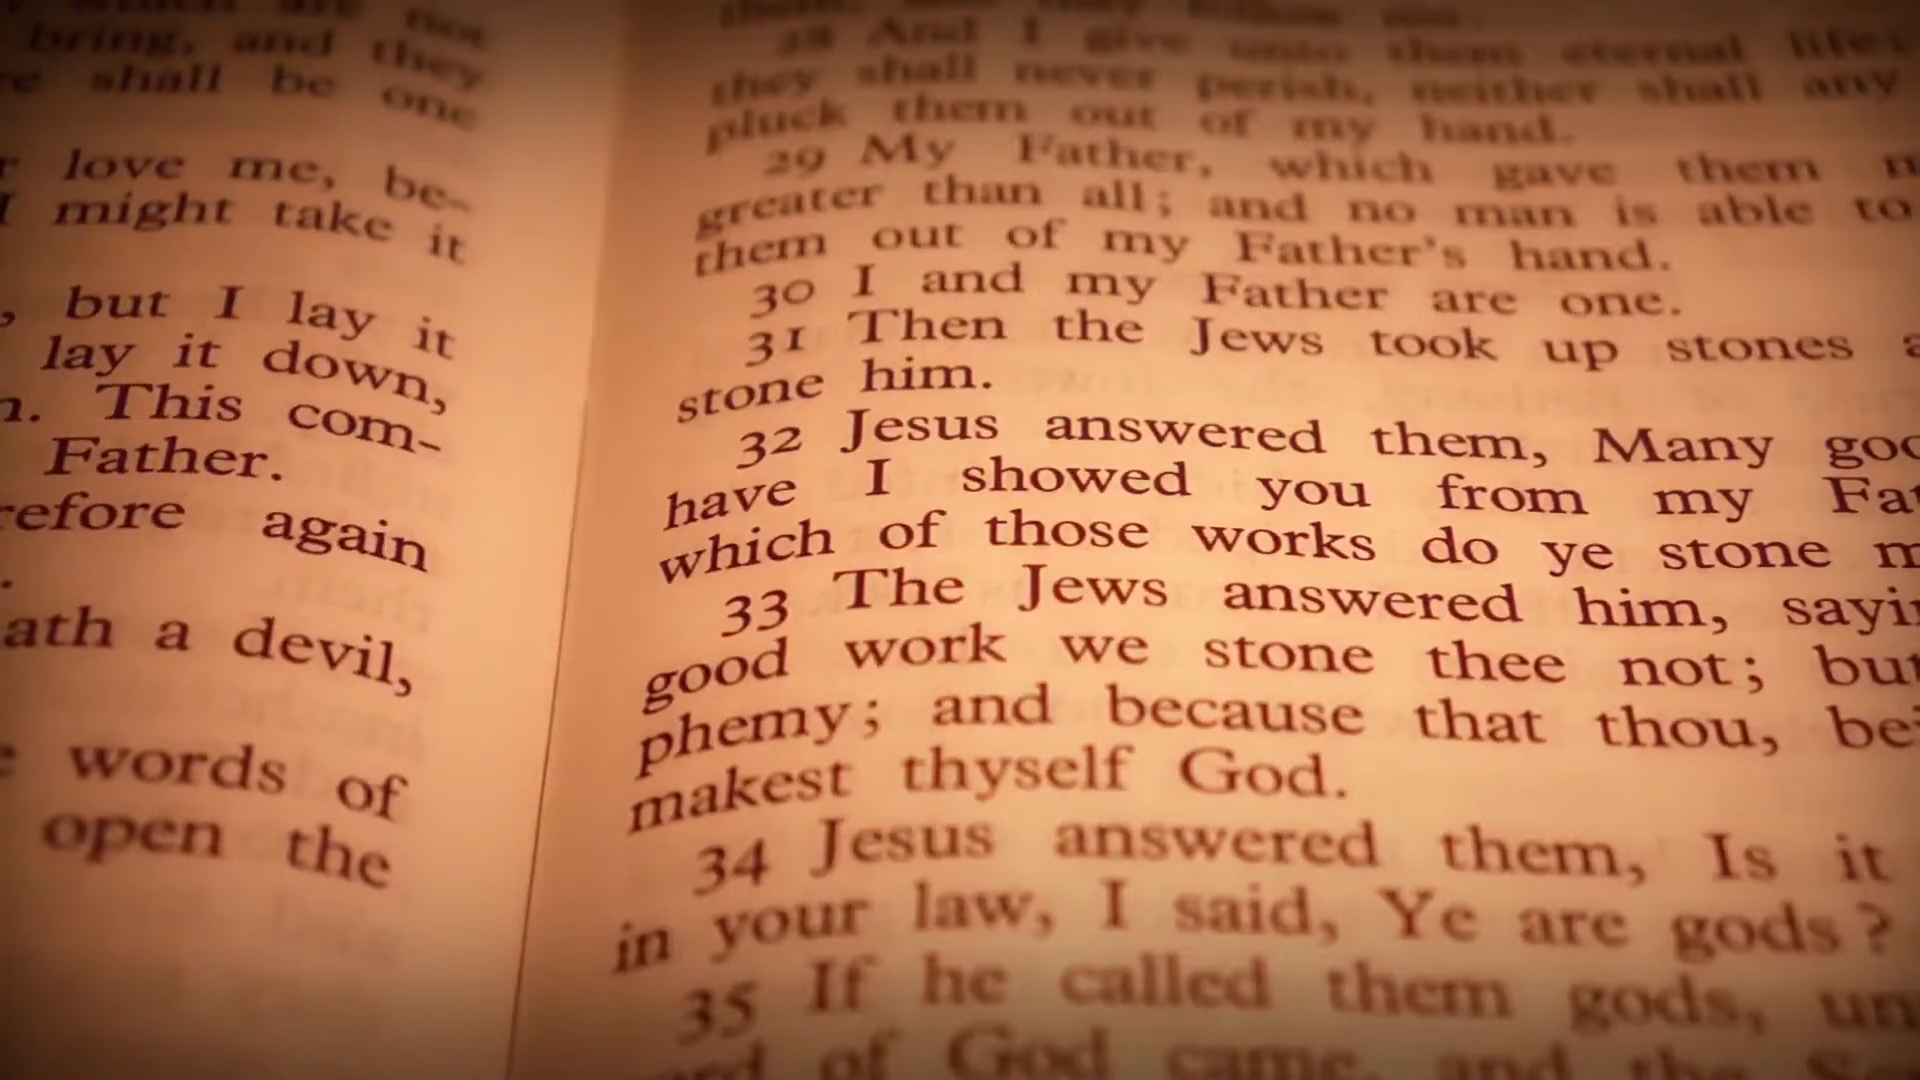 not
bring, and they
shall be one
love me, be-
I might take it
, but I lay it
lay it down,
This com-
Father.
again
a devil,
words of
open the
28 And I give unto them eternal life;
they shall never perish, neither shall any
pluck them out of my hand.
29 My Father, which gave them
greater than all; and no man is able to
them out of my Father's hand.
30 I and my Father are one.
31 Then the Jews took up stones
stone him.
32 Jesus answered them, Many
have I showed you from my
which of those works do ye stone
33 The Jews answered him,
good work we stone thee not; but
phemy; and because that thou,
makest thyself God.
34 Jesus answered them, Is it
in your law, I said, Ye are gods?
35 If he called them gods,
of God came, and the